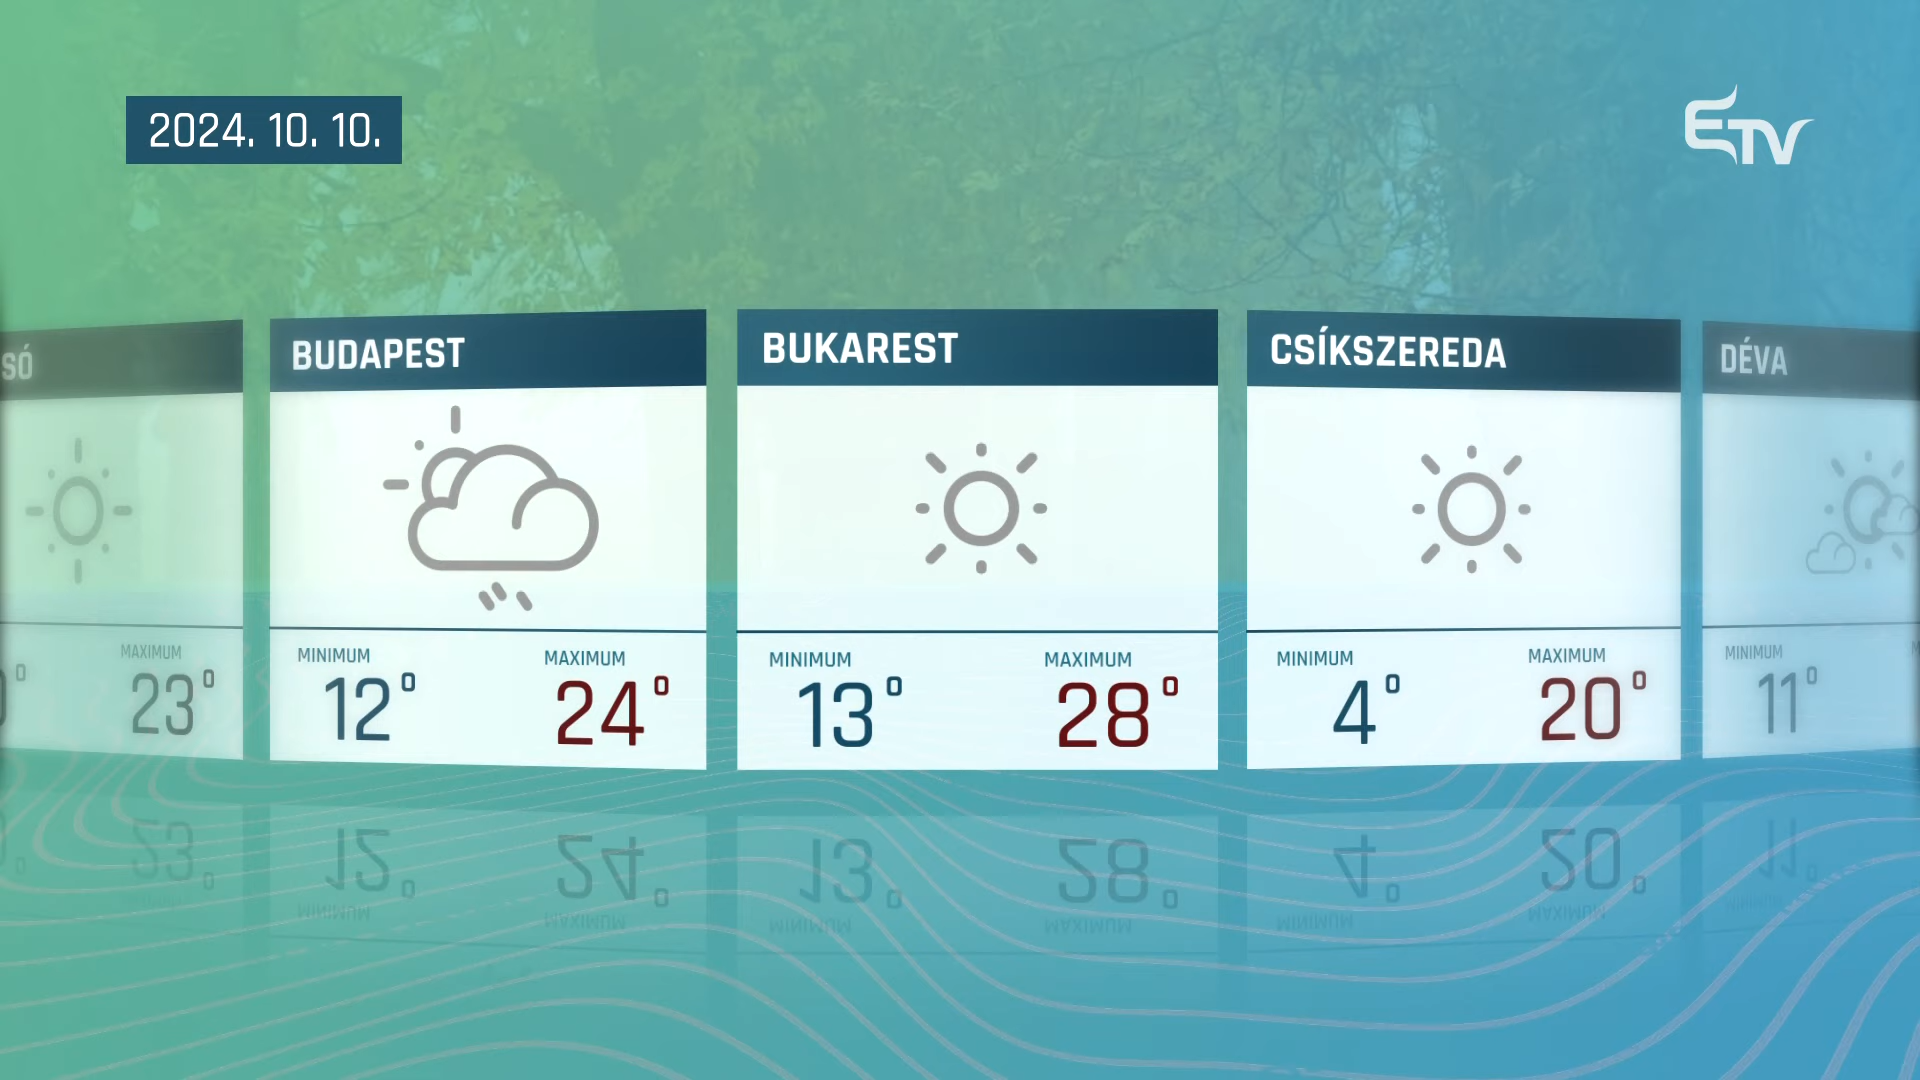 2024. 10. 10.
ETV
SÓ
BUDAPEST
BUKAREST
CSÍKSZEREDA
DÉVA
MAXIMUM
23°
MINIMUM
12°
MAXIMUM
24°
MINIMUM
13°
MAXIMUM
28°
MINIMUM
4°
MAXIMUM
20°
MINIMUM
11°